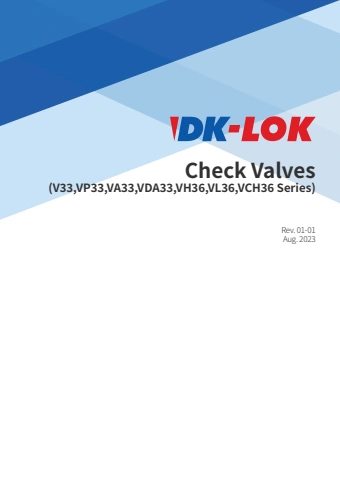 DK-LOK
Check Valves
(V33,VP33,VA33,VDA33,VH36,VL36,VCH36 Series)
Rev. 01-01
Aug. 2023